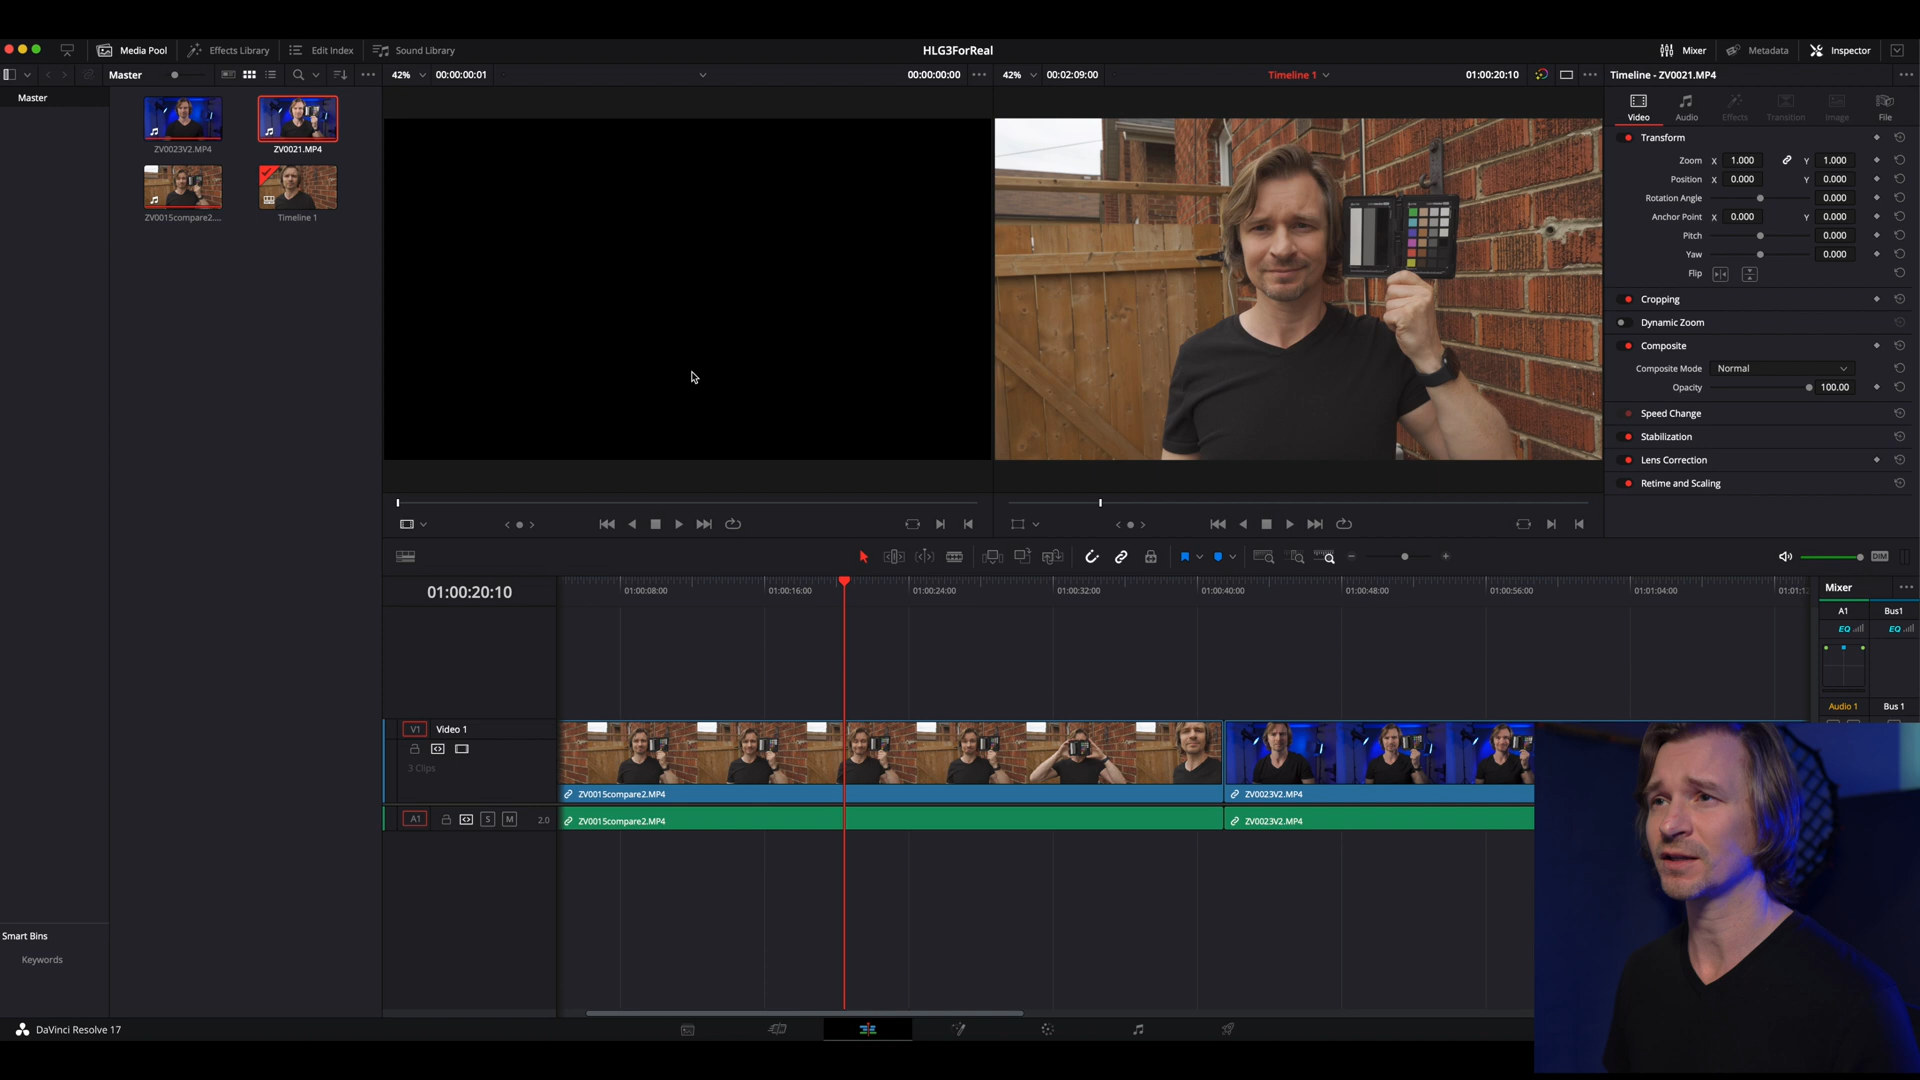 Media Pool
Effects Library
Edit Index
Sound Library
HLG3ForReal
Mixer
Metadata
Inspector
Master
42%
00:00:00:01
00:00:00:00
42%
00:02:09:00
Timeline 1
01:00:20:10
Timeline - ZV0021.MP4
Master
ZV0023V2.MP4
ZV0021.MP4
ZV0015compare2....
Timeline 1
Video
Audio
Effects
Transition
Image
File
Transform
Zoom X 1.000 Y 1.000
Position X 0.000 Y 0.000
Rotation Angle 0.000
Anchor Point X 0.000 Y 0.000
Pitch 0.000
Yaw 0.000
Flip
Cropping
Dynamic Zoom
Composite
Composite Mode Normal
Opacity 100.00
Speed Change
Stabilization
Lens Correction
Retime and Scaling
DIM
01:00:20:10
01:00:08:00
01:00:16:00
01:00:24:00
01:00:32:00
01:00:40:00
01:00:48:00
01:00:56:00
01:01:04:00
01:01:1
Mixer
A1
Bus1
EQ
EQ
Audio 1
Bus 1
V1
Video 1
3 Clips
ZV0015compare2.MP4
ZV0023V2.MP4
A1
S
M
2.0
ZV0015compare2.MP4
ZV0023V2.MP4
Smart Bins
Keywords
DaVinci Resolve 17